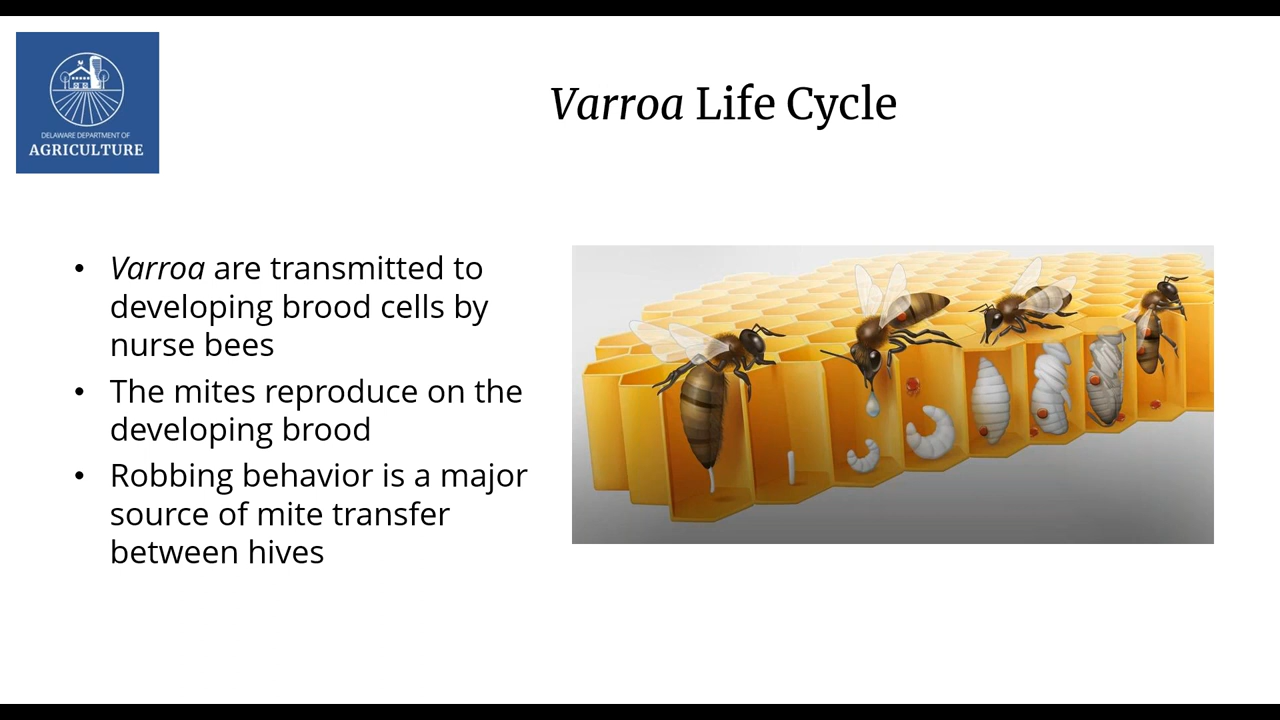 DELAWARE DEPARTMENT OF
AGRICULTURE
Varroa Life Cycle
• Varroa are transmitted to
developing brood cells by
nurse bees
• The mites reproduce on the
developing brood
• Robbing behavior is a major
source of mite transfer
between hives